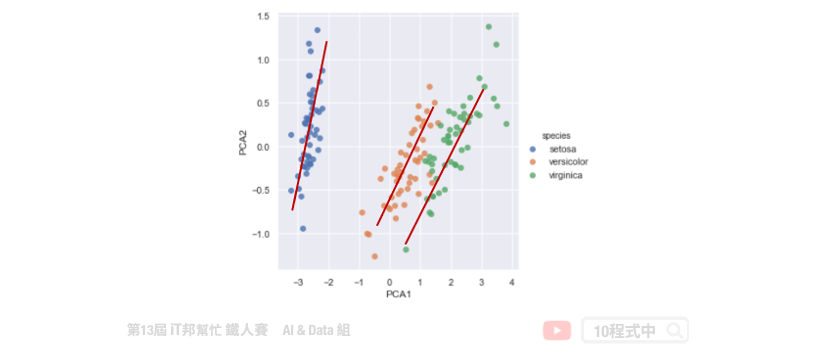 1.5
1.0
0.5
0.0
−0.5
−1.0
PCA2
−3 −2 −1 0 1 2 3 4
PCA1
species
setosa
versicolor
virginica
第13屆 iT邦幫忙 鐵人賽 AI & Data 組
10程式中